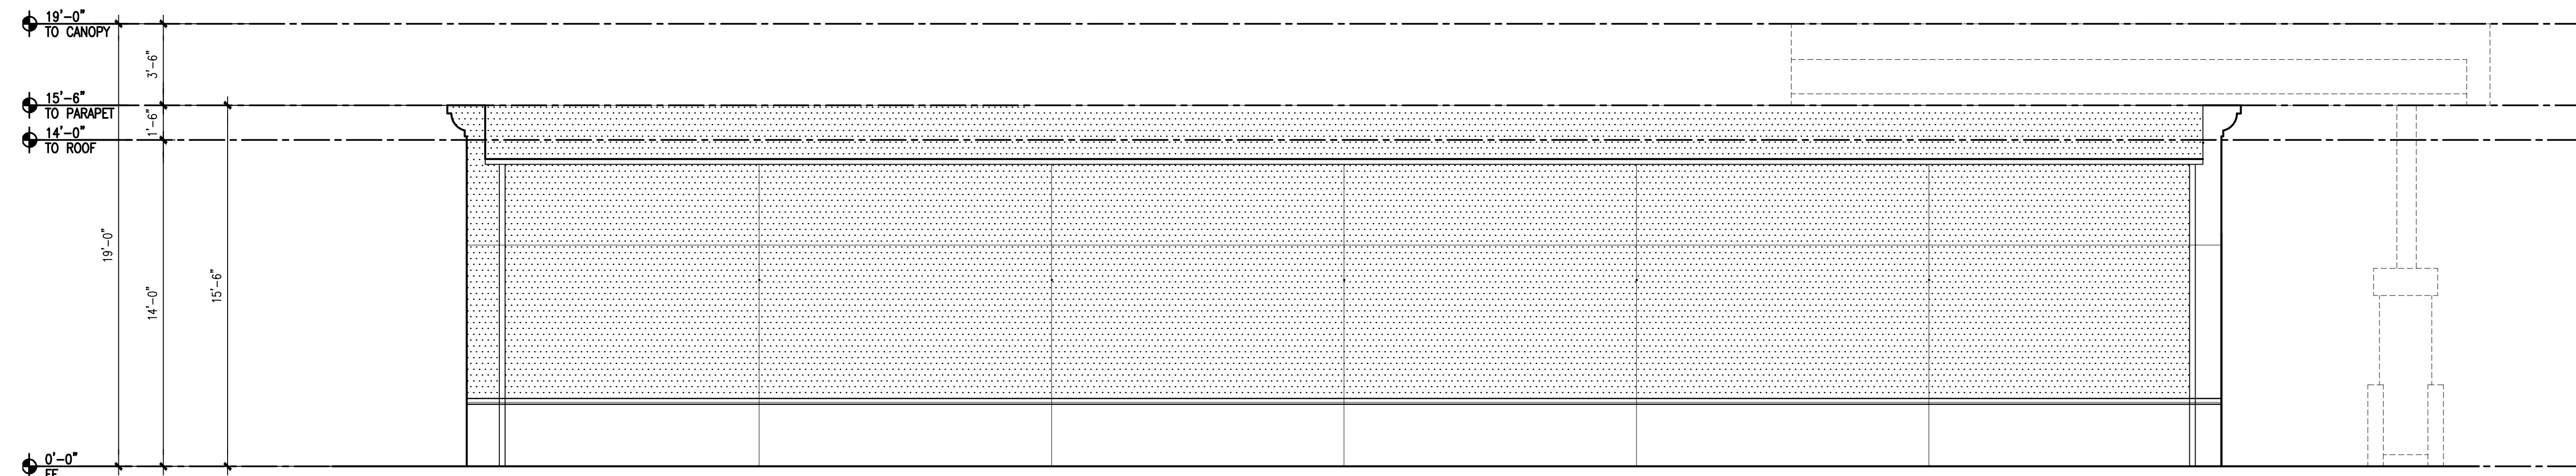 19'-0"
TO CANOPY
3'-6"
15'-6"
TO PARAPET
1'-6"
14'-0"
TO ROOF
19'-0"
14'-0"
15'-6"
0'-0"
FF